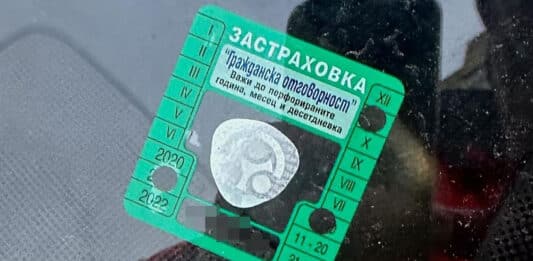 ЗАСТРАХОВКА
"Гражданска отговорност"
Важи до перфорираните
година, месец и десетдневка
I
II
III
IV
V
VI
2020
2022
XII
X
IX
VIII
VII
11-20